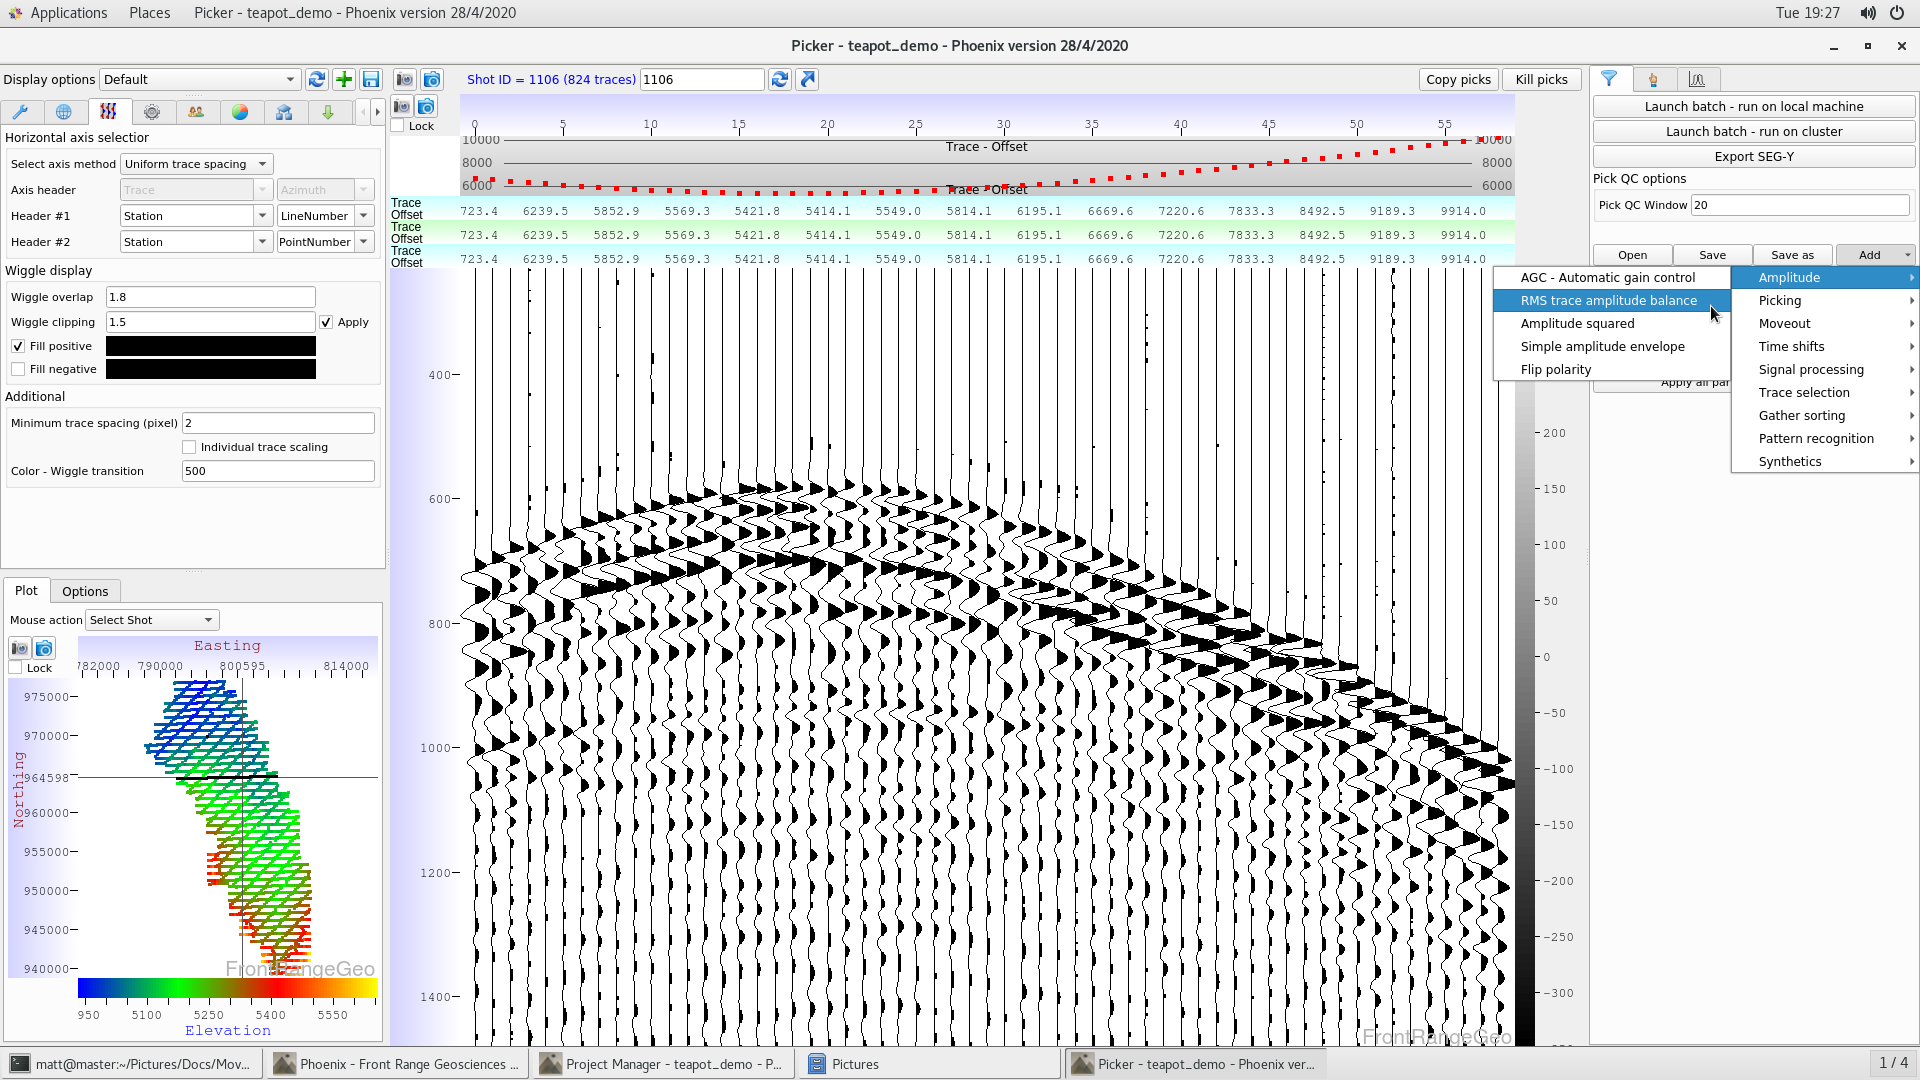 Applications Places Picker - teapot_demo - Phoenix version 28/4/2020 Tue 19:27
Picker - teapot_demo - Phoenix version 28/4/2020
Display options Default
Shot ID = 1106 (824 traces) 1106 Copy picks Kill picks
Lock
Horizontal axis selection
Select axis method Uniform trace spacing
Axis header Trace Azimuth
Header #1 Station LineNumber
Header #2 Station PointNumber
Wiggle display
Wiggle overlap 1.8
Wiggle clipping 1.5 Apply
Fill positive
Fill negative
Additional
Minimum trace spacing (pixel) 2
Individual trace scaling
Color - Wiggle transition 500
Plot Options
Mouse action Select Shot
Lock
Easting
782000 790000 800595 814000
Northing
975000
970000
964598
960000
955000
950000
945000
940000
FrontRangeGeo
950 5100 5250 5400 5550
Elevation
0 5 10 15 20 25 30 35 40 45 50 55
10000 Trace - Offset 10000
8000 8000
6000 Trace - Offset 6000
Trace
Offset 723.4 6239.5 5852.9 5569.3 5421.8 5414.1 5549.0 5814.1 6195.1 6669.6 7220.6 7833.3 8492.5 9189.3 9914.0
Trace
Offset 723.4 6239.5 5852.9 5569.3 5421.8 5414.1 5549.0 5814.1 6195.1 6669.6 7220.6 7833.3 8492.5 9189.3 9914.0
Trace
Offset 723.4 6239.5 5852.9 5569.3 5421.8 5414.1 5549.0 5814.1 6195.1 6669.6 7220.6 7833.3 8492.5 9189.3 9914.0
400
600
800
1000
1200
1400
FrontRangeGeo
200
150
100
50
0
-50
-100
-150
-200
-250
-300
Launch batch - run on local machine
Launch batch - run on cluster
Export SEG-Y
Pick QC options
Pick QC Window 20
Open Save Save as Add
AGC - Automatic gain control
RMS trace amplitude balance
Amplitude squared
Simple amplitude envelope
Flip polarity
Apply all par
Amplitude
Picking
Moveout
Time shifts
Signal processing
Trace selection
Gather sorting
Pattern recognition
Synthetics
matt@master:~/Pictures/Docs/Mov... Phoenix - Front Range Geosciences ... Project Manager - teapot_demo - P... Pictures Picker - teapot_demo - Phoenix ver... 1 / 4